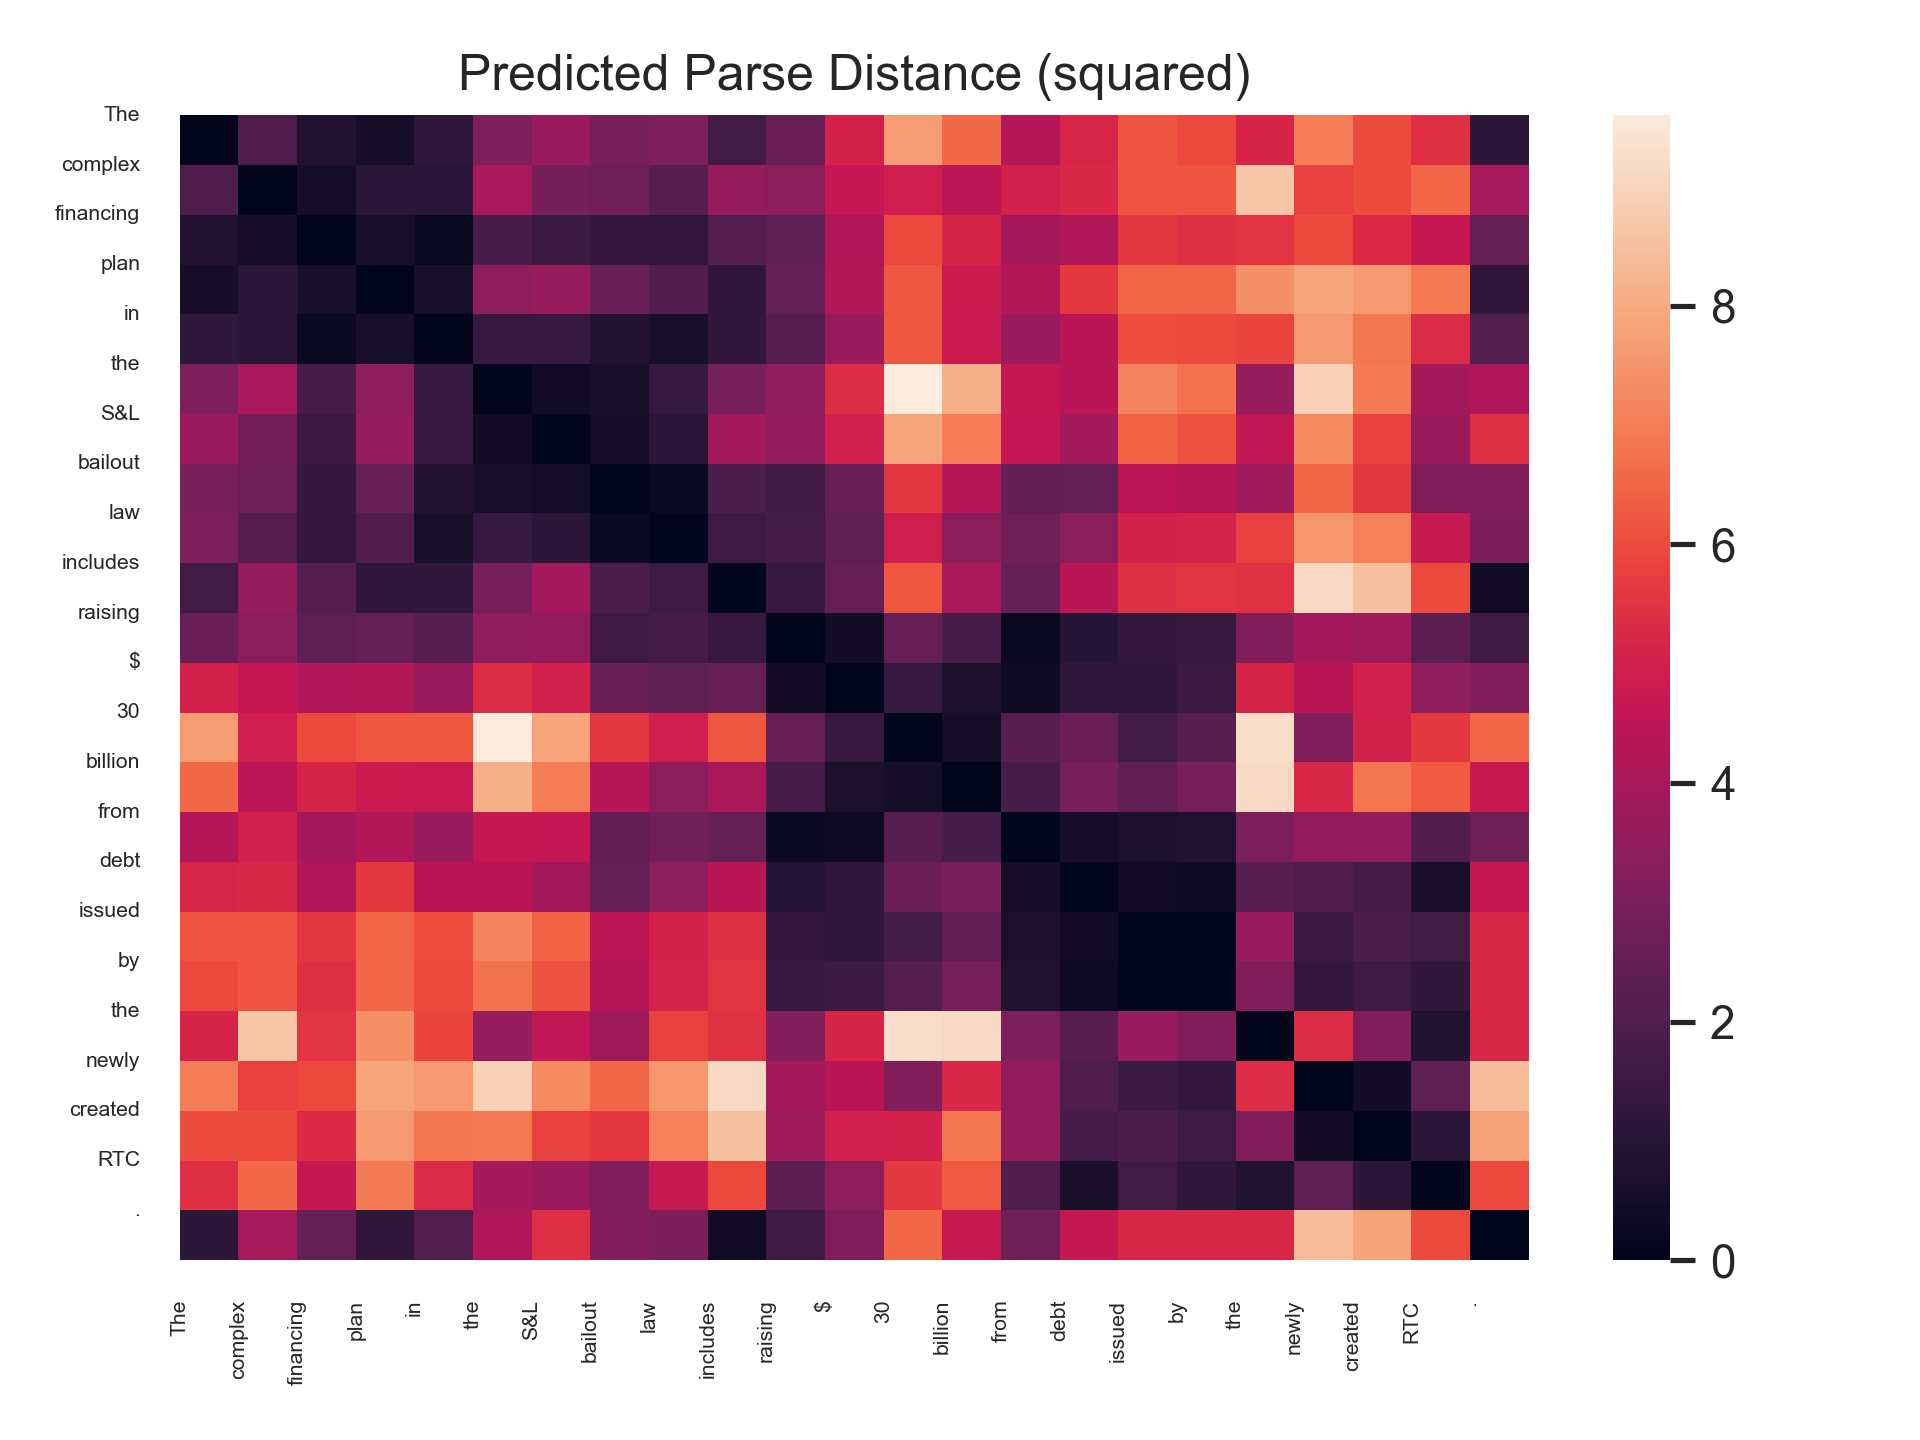 Predicted Parse Distance (squared)
The
complex
financing
plan
in
the
S&L
bailout
law
includes
raising
$
30
billion
from
debt
issued
by
the
newly
created
RTC
.
8
6
4
2
0
The
complex
financing
plan
in
the
S&L
bailout
law
includes
raising
$
30
billion
from
debt
issued
by
the
newly
created
RTC
.